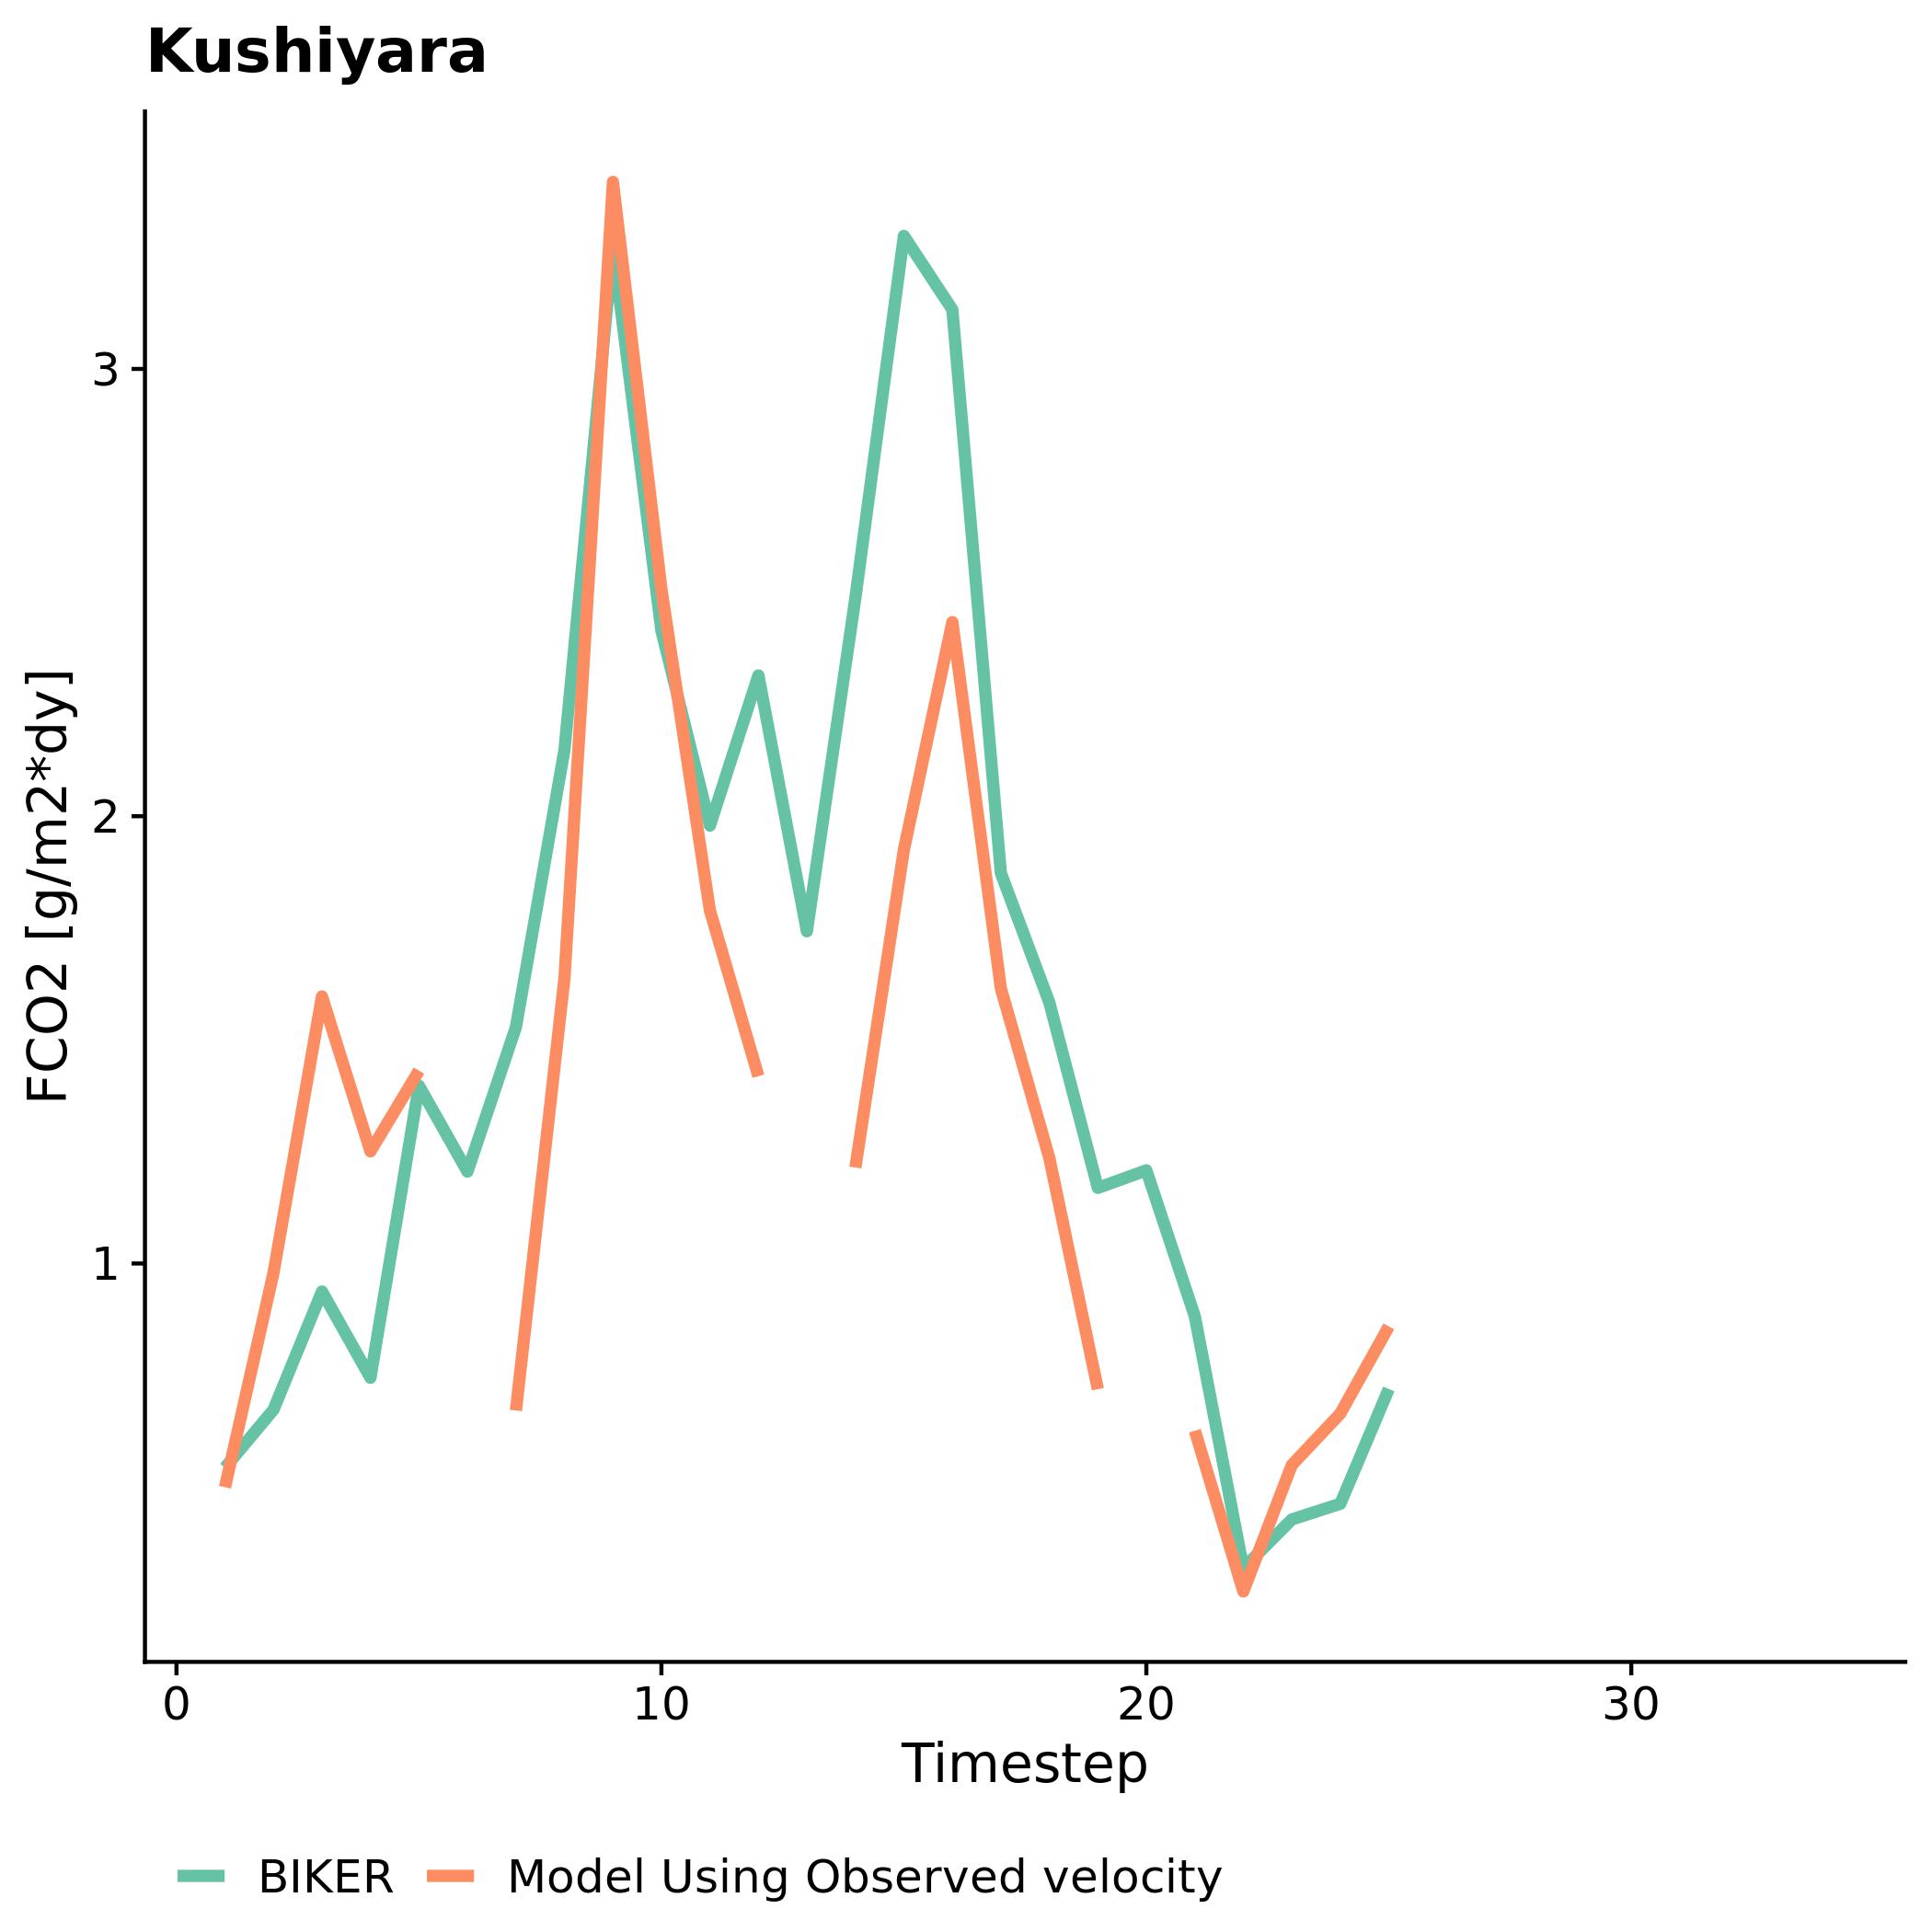 Kushiyara
FCO2 [g/m2*dy]
3
2
1
0 10 20 30
Timestep
BIKER Model Using Observed velocity